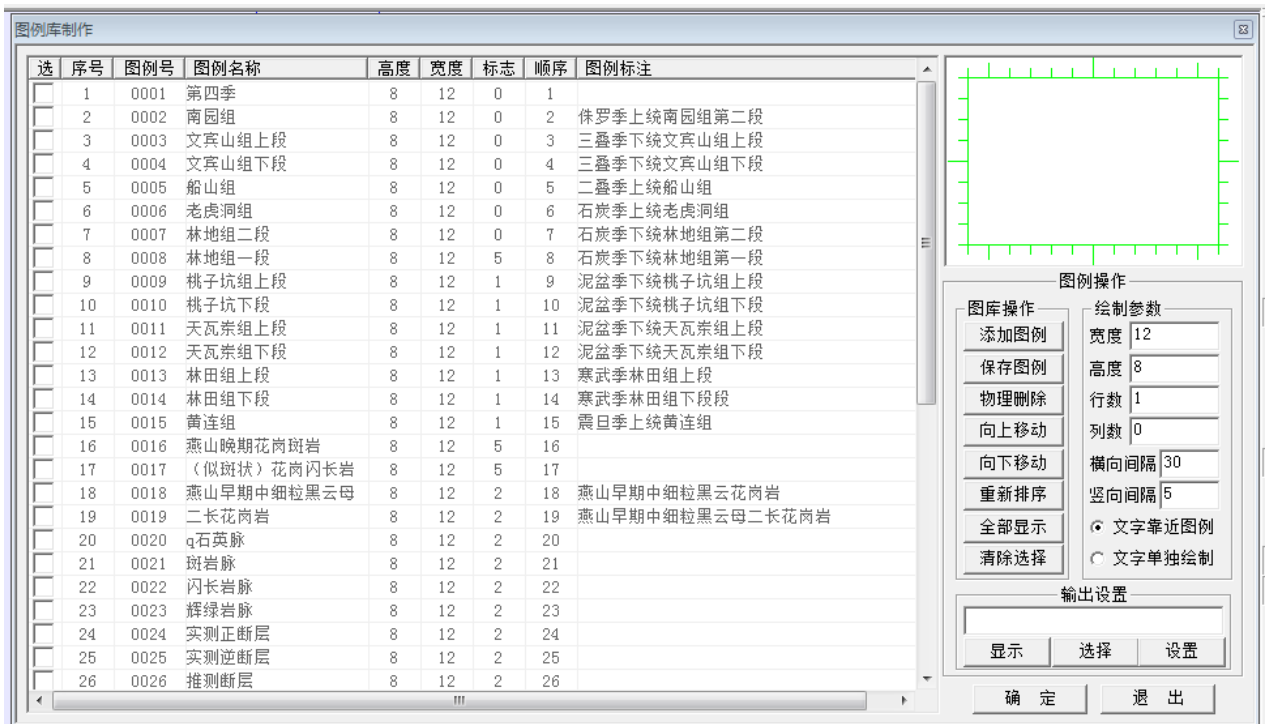 图例库制作
选 序号 图例号 图例名称 高度 宽度 标志 顺序 图例标注
1 0001 第四季 8 12 0 1
2 0002 南园组 8 12 0 2 侏罗季上统南园组第二段
3 0003 文宾山组上段 8 12 0 3 三叠季下统文宾山组上段
4 0004 文宾山组下段 8 12 0 4 三叠季下统文宾山组下段
5 0005 船山组 8 12 0 5 二叠季上统船山组
6 0006 老虎洞组 8 12 0 6 石炭季上统老虎洞组
7 0007 林地组二段 8 12 0 7 石炭季下统林地组第二段
8 0008 林地组一段 8 12 5 8 石炭季下统林地组第一段
9 0009 桃子坑组上段 8 12 1 9 泥盆季下统桃子坑组上段
10 0010 桃子坑下段 8 12 1 10 泥盆季下统桃子坑组下段
11 0011 天瓦岽组上段 8 12 1 11 泥盆季下统天瓦岽组上段
12 0012 天瓦岽组下段 8 12 1 12 泥盆季下统天瓦岽组下段
13 0013 林田组上段 8 12 1 13 寒武季林田组上段
14 0014 林田组下段 8 12 1 14 寒武季林田组下段段
15 0015 黄连组 8 12 1 15 震旦季上统黄连组
16 0016 燕山晚期花岗斑岩 8 12 5 16
17 0017 （似斑状）花岗闪长岩 8 12 5 17
18 0018 燕山早期中细粒黑云母 8 12 2 18 燕山早期中细粒黑云花岗岩
19 0019 二长花岗岩 8 12 2 19 燕山早期中细粒黑云母二长花岗岩
20 0020 q石英脉 8 12 2 20
21 0021 斑岩脉 8 12 2 21
22 0022 闪长岩脉 8 12 2 22
23 0023 辉绿岩脉 8 12 2 23
24 0024 实测正断层 8 12 2 24
25 0025 实测逆断层 8 12 2 25
26 0026 推测断层 8 12 2 26
图例操作
图库操作
添加图例
保存图例
物理删除
向上移动
向下移动
重新排序
全部显示
清除选择
绘制参数
宽度 12
高度 8
行数 1
列数 0
横向间隔 30
竖向间隔 5
文字靠近图例
文字单独绘制
输出设置
显示 选择 设置
确 定 退 出